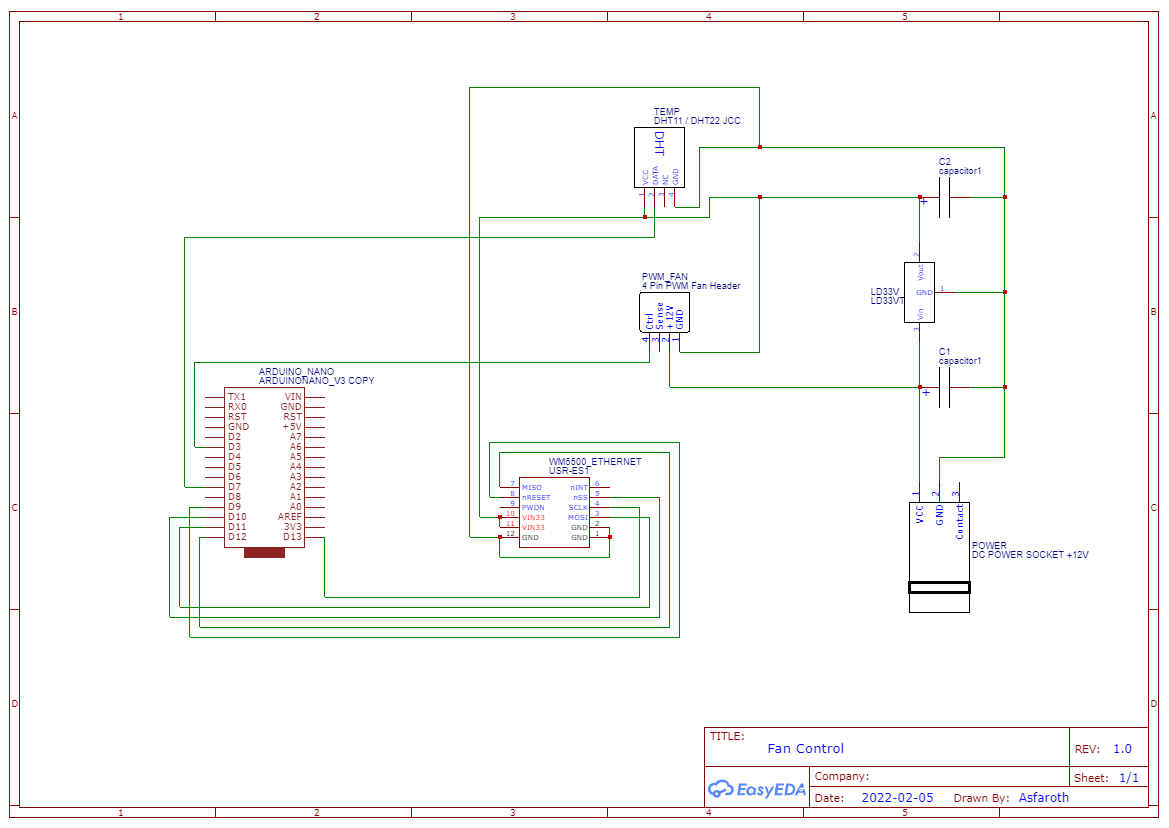 1 2 3 4 5
A A
TEMP
DHT11 / DHT22 JCC
DHT
VCC
DATA
NC
GND
1 2 3 4
C2
capacitor1
+
2
Vout
LD33V
LD33VT
GND 1
Vin
3
B B
PWM_FAN
4 Pin PWM Fan Header
Ctrl
Sense
+12V
GND
4 3 2 1
C1
capacitor1
+
ARDUINO_NANO
ARDUINONANO_V3 COPY
TX1 VIN
RX0 GND
RST RST
GND +5V
D2 A7
D3 A6
D4 A5
D5 A4
D6 A3
D7 A2
D8 A1
D9 A0
D10 AREF
D11 3V3
D12 D13
WM5500_ETHERNET
USR-ES1
7 MISO nINT 6
8 nRESET nSS 5
9 PWDN SCLK 4
10 VIN33 MOSI 3
11 VIN33 GND 2
12 GND GND 1
C C
1 2 3
VCC
GND
Contact
POWER
DC POWER SOCKET +12V
D D
TITLE:
Fan Control
REV: 1.0
EasyEDA
Company:
Sheet: 1/1
Date: 2022-02-05 Drawn By: Asfaroth
1 2 3 4 5